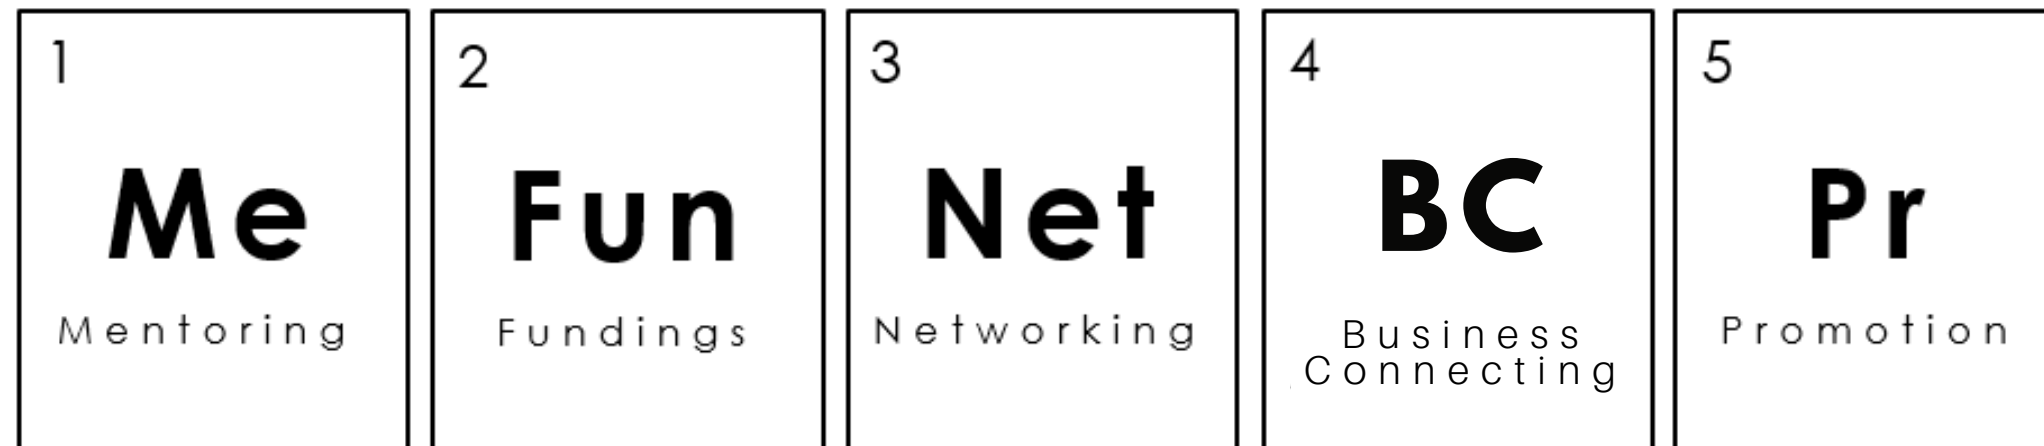 1
Me
Mentoring
2
Fun
Fundings
3
Net
Networking
4
BC
Business
Connecting
5
Pr
Promotion